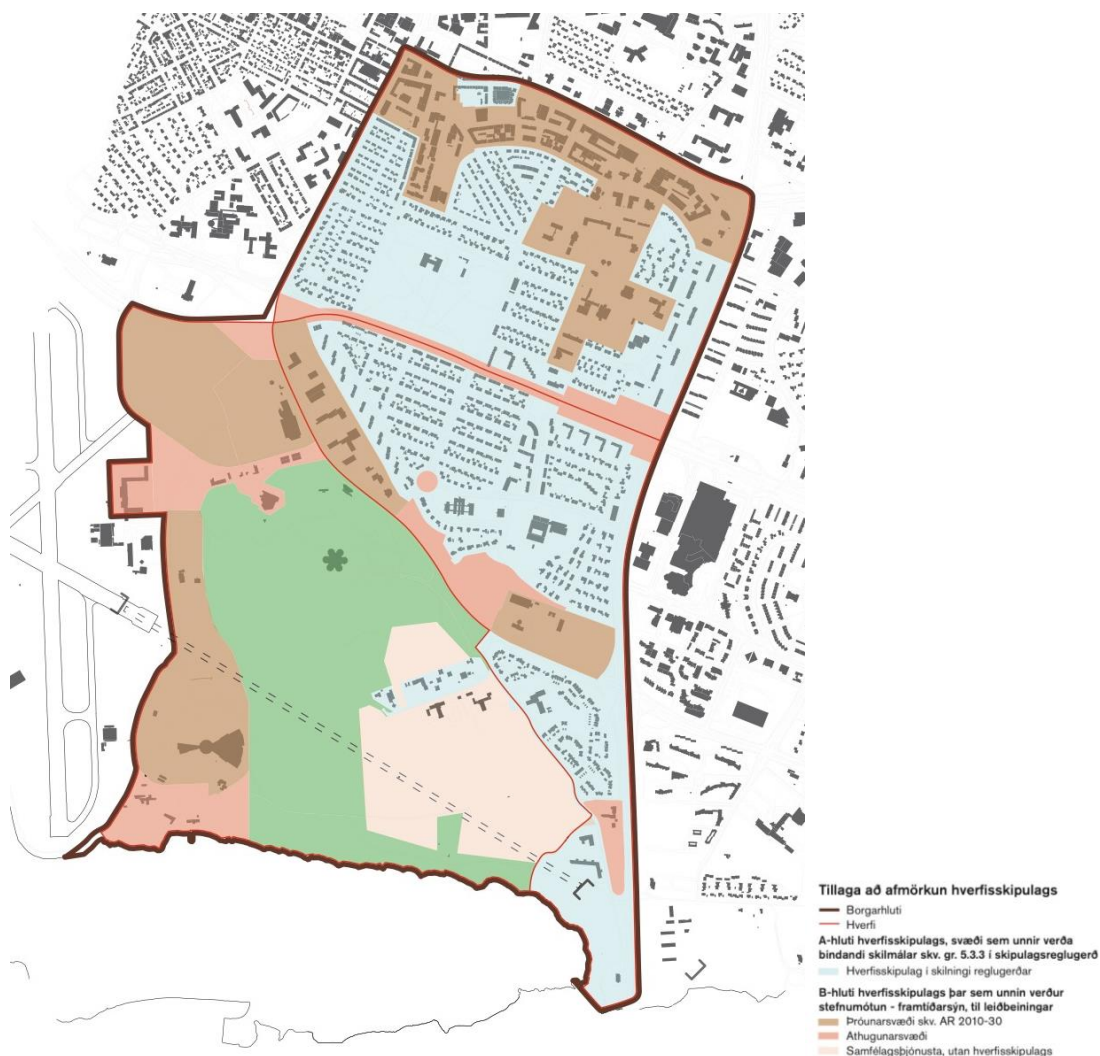 Tillaga að afmörkun hverfisskipulags
Borgarhluti
Hverfi
A-hluti hverfisskipulags, svæði sem unnir verða
bindandi skilmálar skv. gr. 5.3.3 í skipulagsreglugerð
Hverfisskipulag í skilningi reglugerðar
B-hluti hverfisskipulags þar sem unnin verður
stefnumótun - framtíðarsýn, til leiðbeiningar
Þróunarsvæði skv. AR 2010-30
Athugunarsvæði
Samfélagsþjónusta, utan hverfisskipulags